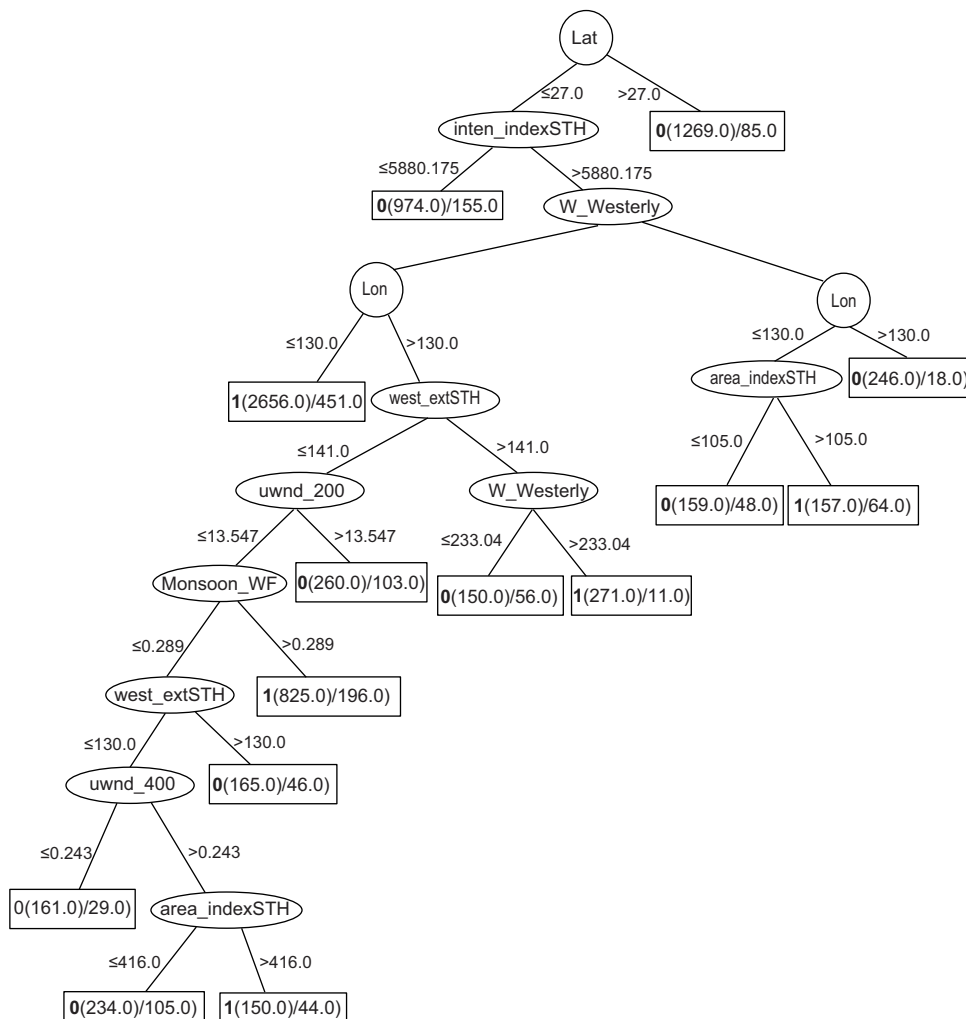 Lat
≤27.0
>27.0
inten_indexSTH
0(1269.0)/85.0
≤5880.175
>5880.175
0(974.0)/155.0
W_Westerly
Lon
Lon
≤130.0
>130.0
≤130.0
>130.0
1(2656.0)/451.0
west_extSTH
area_indexSTH
0(246.0)/18.0)
≤141.0
>141.0
≤105.0
>105.0
uwnd_200
W_Westerly
0(159.0)/48.0)
1(157.0)/64.0)
≤13.547
>13.547
≤233.04
>233.04
Monsoon_WF
0(260.0)/103.0)
0(150.0)/56.0)
1(271.0)/11.0)
≤0.289
>0.289
west_extSTH
1(825.0)/196.0)
≤130.0
>130.0
uwnd_400
0(165.0)/46.0)
≤0.243
>0.243
0(161.0)/29.0)
area_indexSTH
≤416.0
>416.0
0(234.0)/105.0)
1(150.0)/44.0)